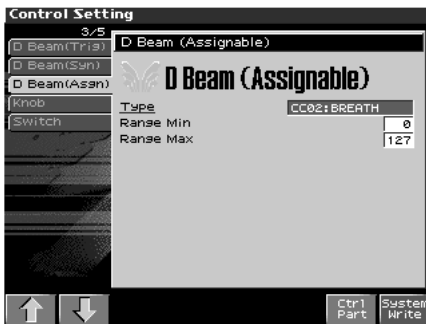 Control Setting
3/5
D Beam(Trig)
D Beam(Syn)
D Beam(Asgn)
Knob
Switch
D Beam (Assignable)
D Beam (Assignable)
Type CC02:BREATH
Range Min 0
Range Max 127
Ctrl Part
System Write